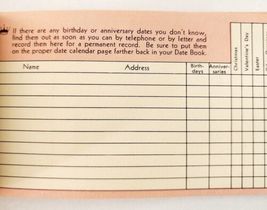 If there are any birthday or anniversary dates you don't know,
find them out as soon as you can by telephone or by letter and
record them here for a permanent record. Be sure to put them
on the proper date calendar page farther back in your Date Book.
Name Address Birth-
days Anniver-
saries Christmas Valentine's Day Easter